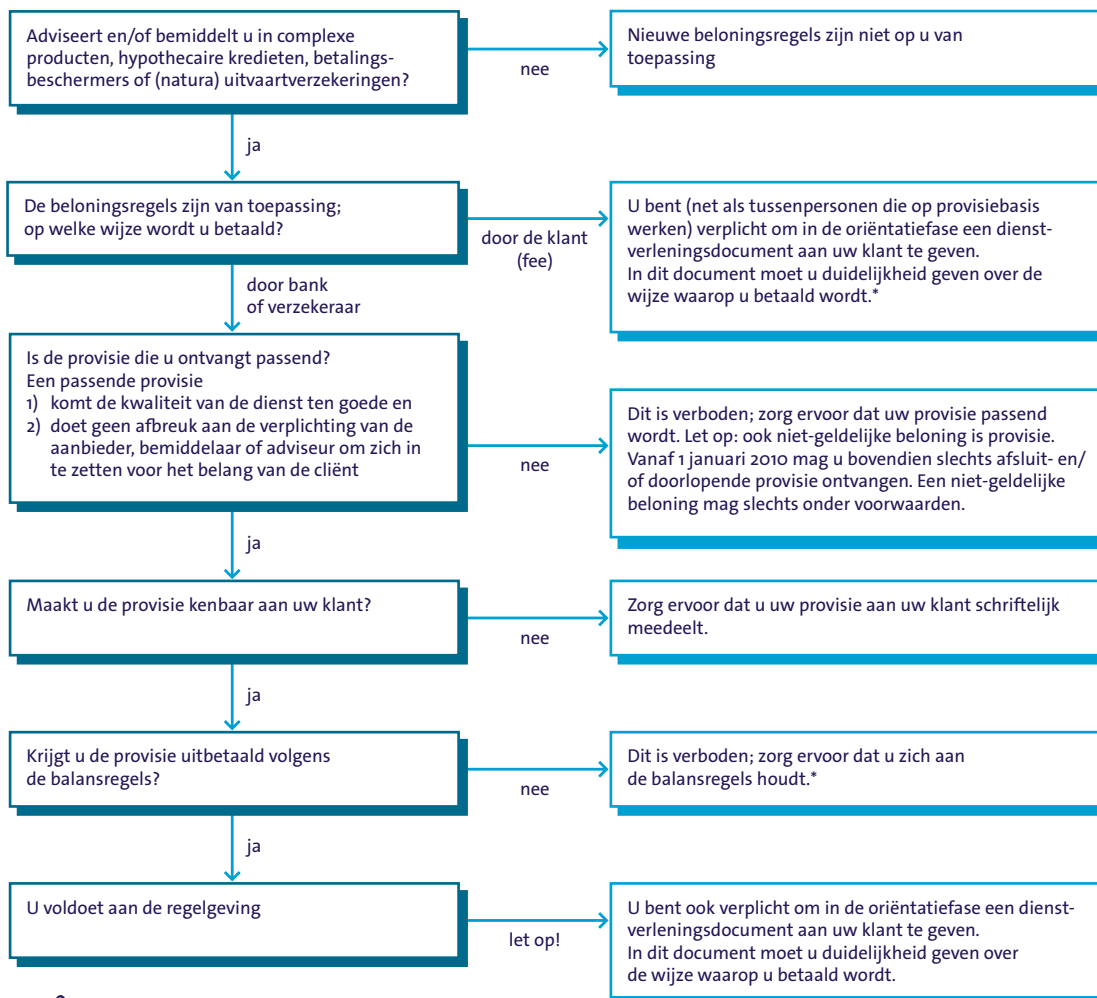 Adviseert en/of bemiddelt u in complexe
producten, hypothecaire kredieten, betalings-
beschermers of (natura) uitvaartverzekeringen?
nee
Nieuwe beloningsregels zijn niet op u van
toepassing
ja
De beloningsregels zijn van toepassing;
op welke wijze wordt u betaald?
door de klant
(fee)
U bent (net als tussenpersonen die op provisiebasis
werken) verplicht om in de oriëntatiefase een dienst-
verleningsdocument aan uw klant te geven.
In dit document moet u duidelijkheid geven over de
wijze waarop u betaald wordt.*
door bank
of verzekeraar
Is de provisie die u ontvangt passend?
Een passende provisie
1) komt de kwaliteit van de dienst ten goede en
2) doet geen afbreuk aan de verplichting van de
aanbieder, bemiddelaar of adviseur om zich in
te zetten voor het belang van de cliënt
nee
Dit is verboden; zorg ervoor dat uw provisie passend
wordt. Let op: ook niet-geldelijke beloning is provisie.
Vanaf 1 januari 2010 mag u bovendien slechts afsluit- en/
of doorlopende provisie ontvangen. Een niet-geldelijke
beloning mag slechts onder voorwaarden.
ja
Maakt u de provisie kenbaar aan uw klant?
nee
Zorg ervoor dat u uw provisie aan uw klant schriftelijk
meedeelt.
ja
Krijgt u de provisie uitbetaald volgens
de balansregels?
nee
Dit is verboden; zorg ervoor dat u zich aan
de balansregels houdt.*
ja
U voldoet aan de regelgeving
let op!
U bent ook verplicht om in de oriëntatiefase een dienst-
verleningsdocument aan uw klant te geven.
In dit document moet u duidelijkheid geven over
de wijze waarop u betaald wordt.